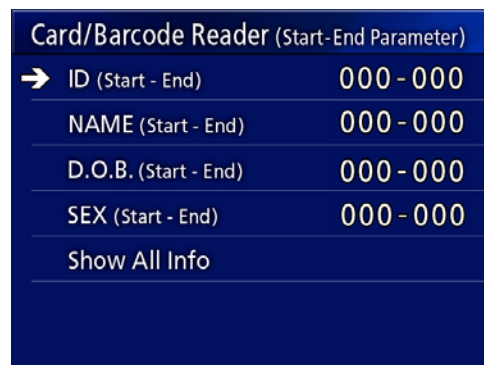 Card/Barcode Reader (Start-End Parameter)
ID (Start - End) 000-000
NAME (Start - End) 000-000
D.O.B. (Start - End) 000-000
SEX (Start - End) 000-000
Show All Info